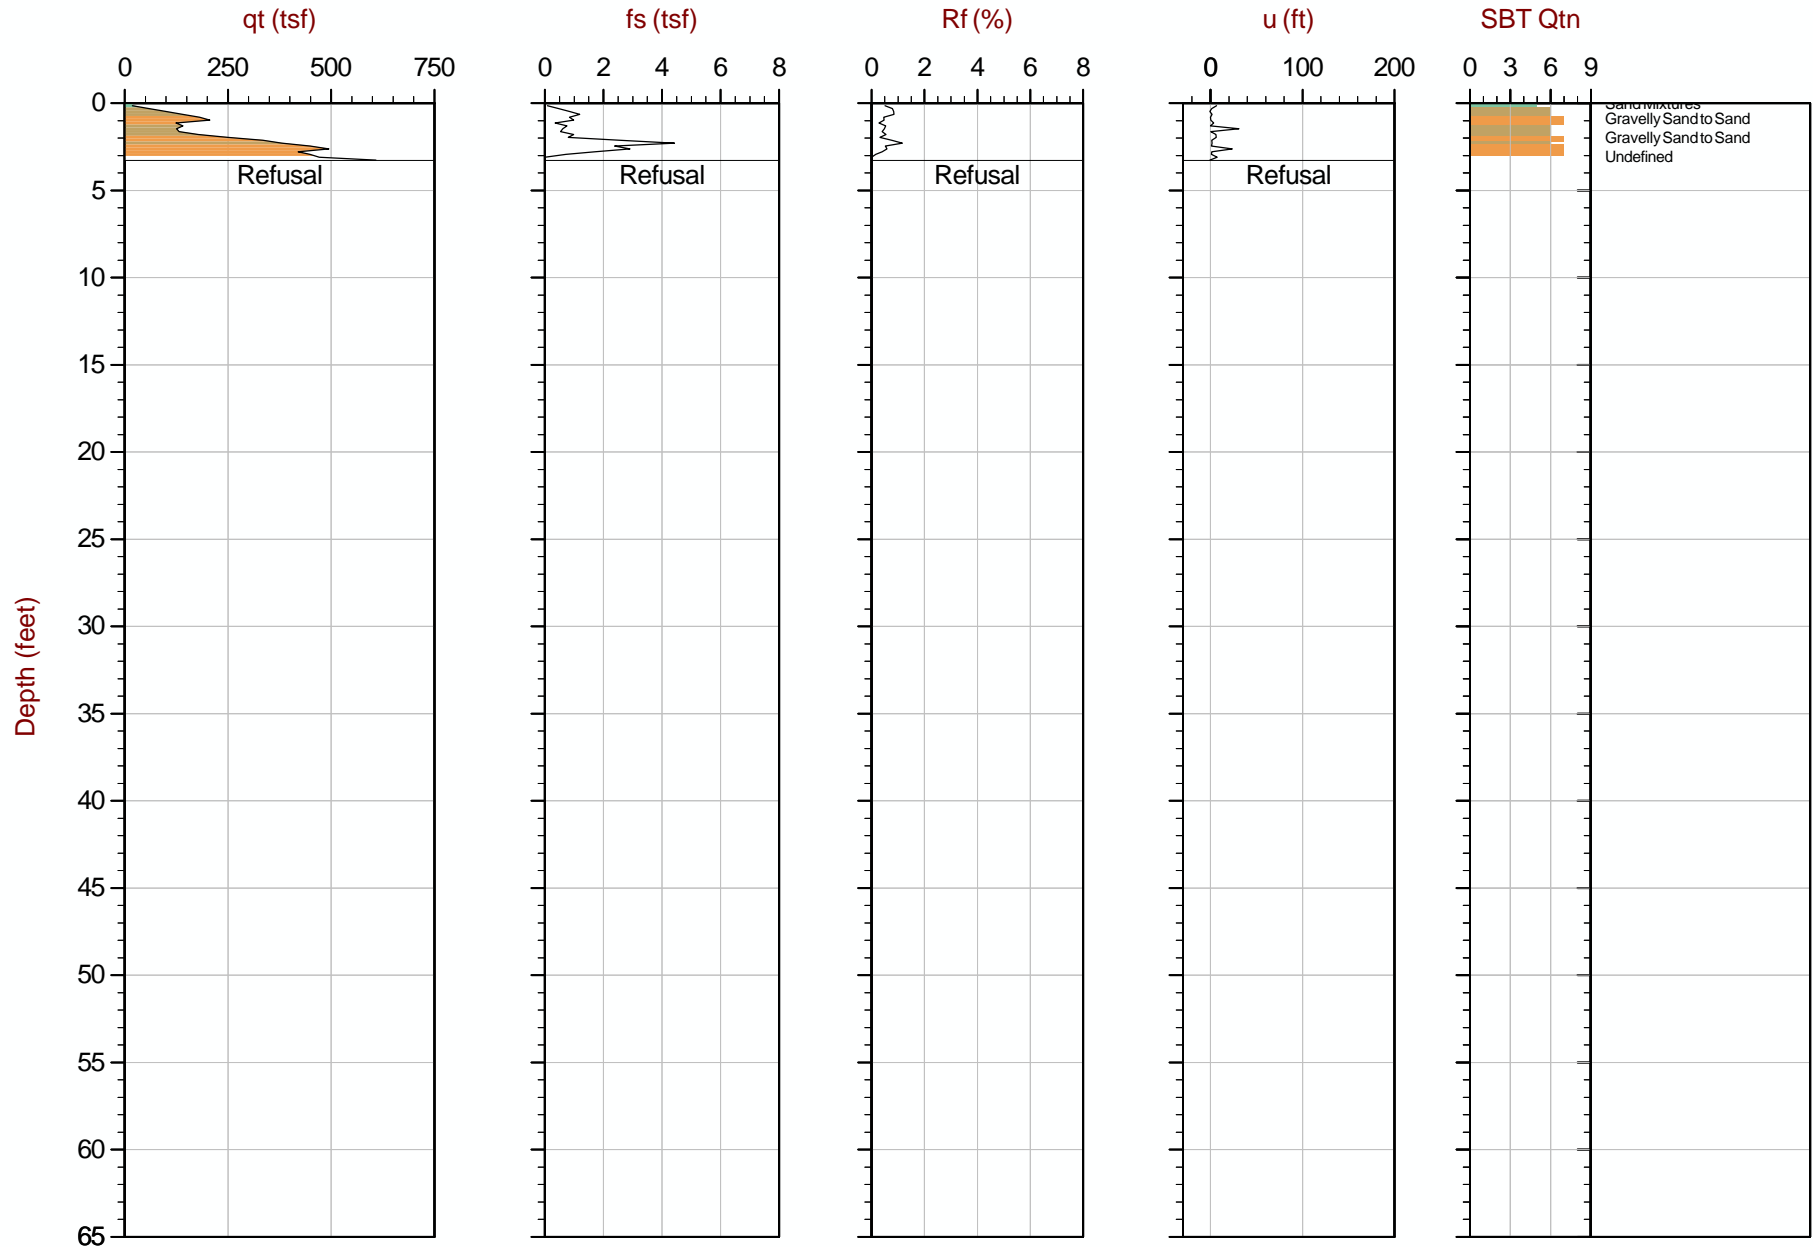 qt (tsf) fs (tsf) Rf (%) u (ft) SBT Qtn
0 250 500 750 0 2 4 6 8 0 2 4 6 8 0 100 200 0 3 6 9
0
Sand Mixtures
Gravelly Sand to Sand
Gravelly Sand to Sand
Undefined
Refusal Refusal Refusal Refusal
5
10
15
20
25
30
35
40
45
50
55
60
65
Depth (feet)